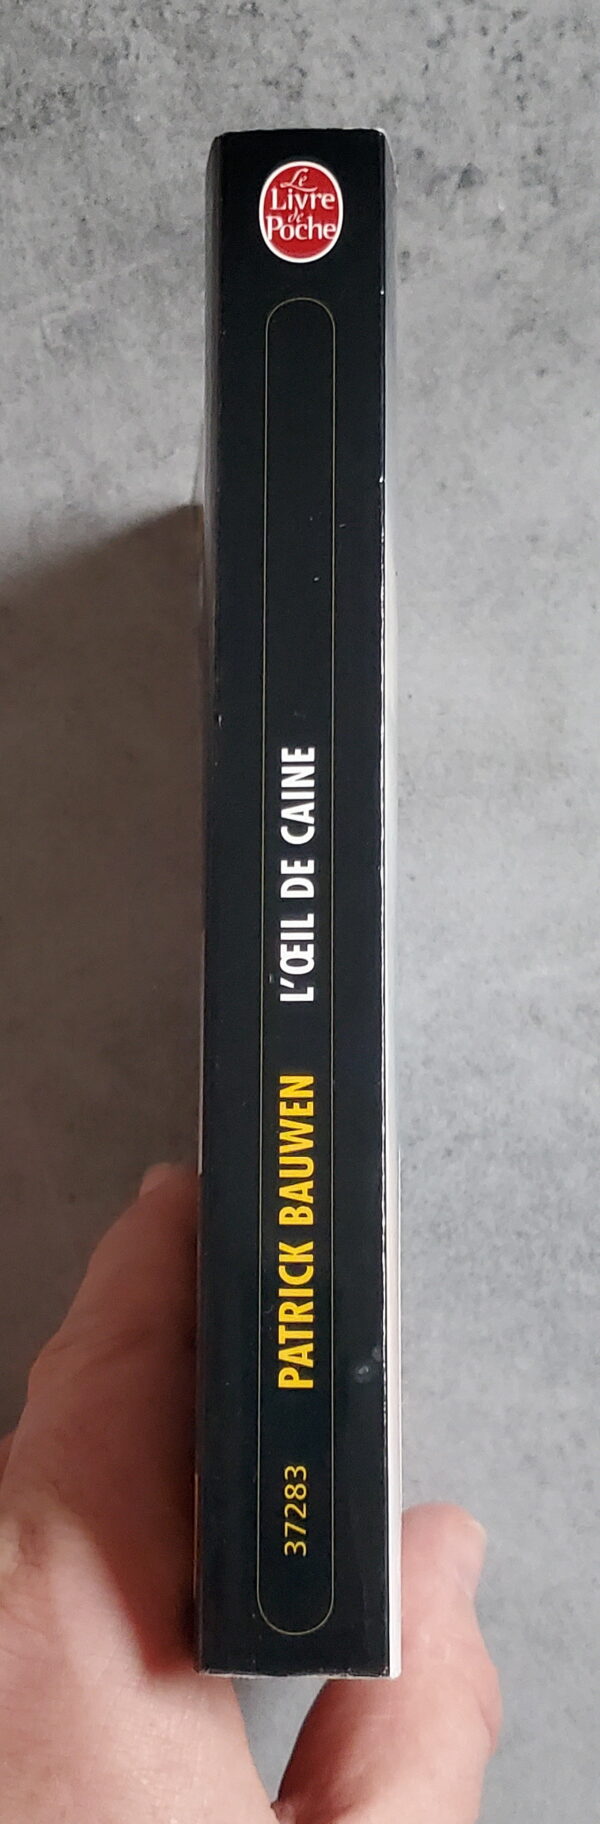 Le
Livre
de
Poche
37283 PATRICK BAUWEN L'ŒIL DE CAINE